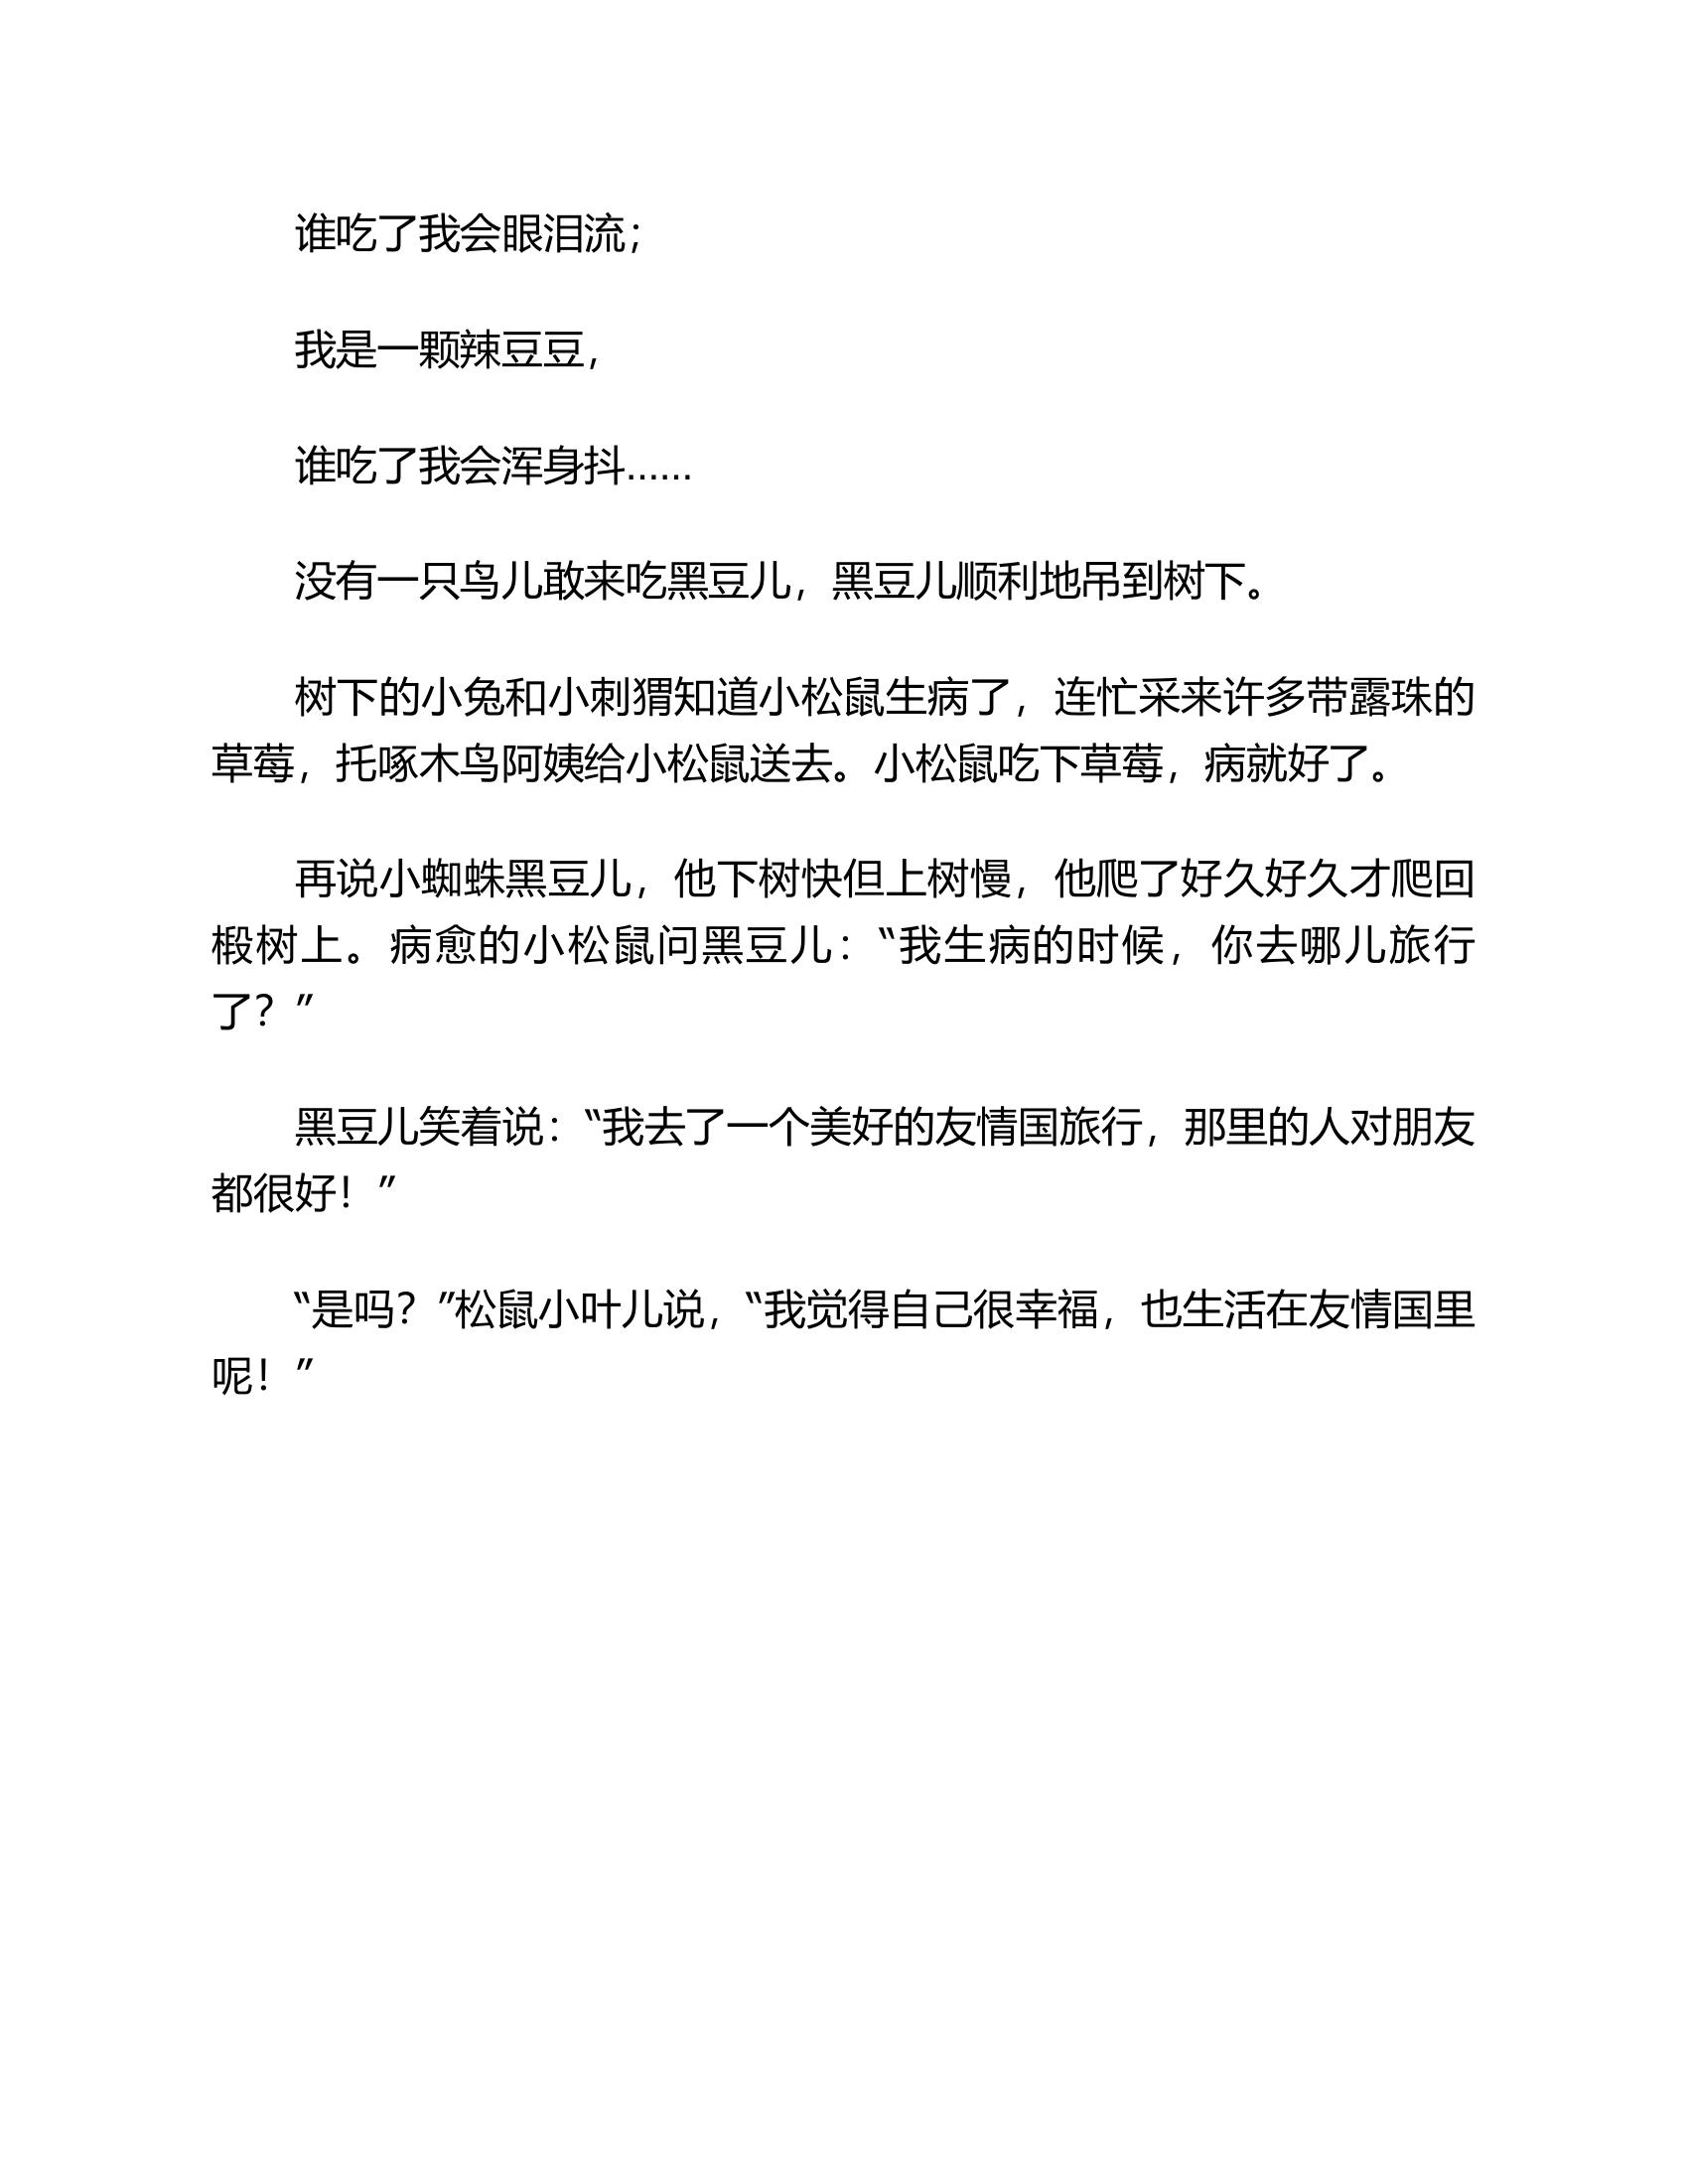 谁吃了我会眼泪流；
我是一颗辣豆豆，
谁吃了我会浑身抖……
没有一只鸟儿敢来吃黑豆儿，黑豆儿顺利地吊到树下。
树下的小兔和小刺猬知道小松鼠生病了，连忙采来许多带露珠的
草莓，托啄木鸟阿姨给小松鼠送去。小松鼠吃下草莓，病就好了。
再说小蜘蛛黑豆儿，他下树快但上树慢，他爬了好久好久才爬回
椴树上。病愈的小松鼠问黑豆儿：“我生病的时候，你去哪儿旅行
了？”
黑豆儿笑着说：“我去了一个美好的友情国旅行，那里的人对朋友
都很好！”
“是吗？”松鼠小叶儿说，“我觉得自己很幸福，也生活在友情国里
呢！”